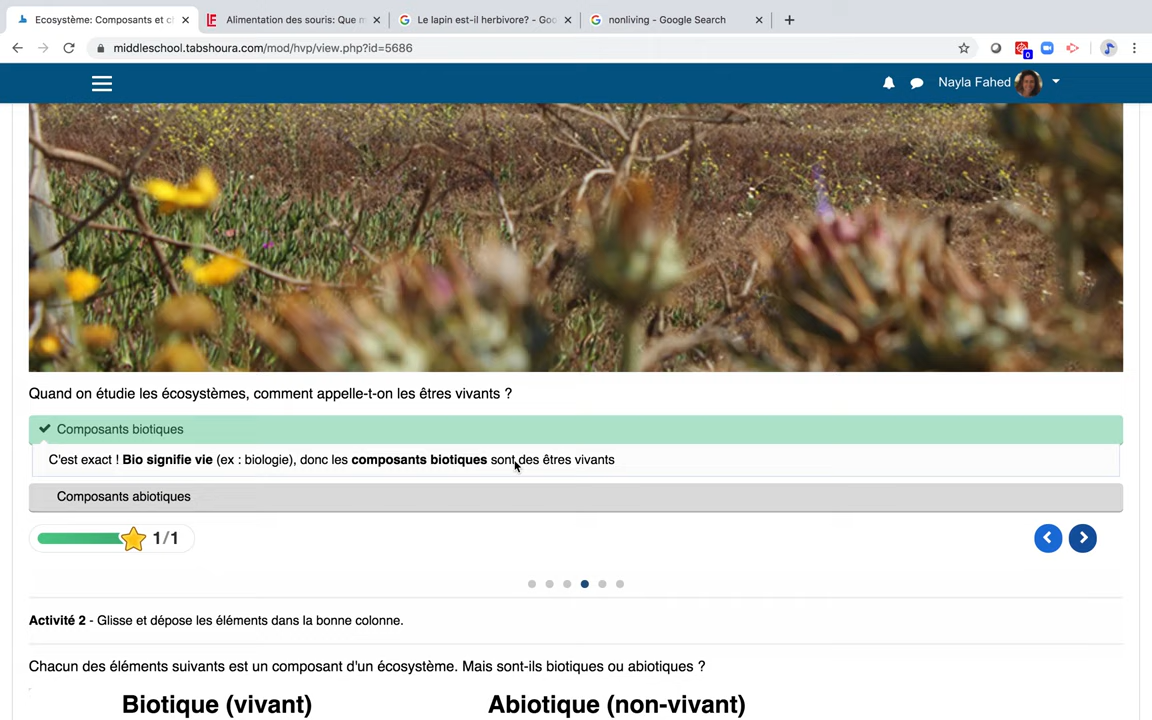 Ecosystème: Composants et c
Alimentation des souris: Que m
Le lapin est-il herbivore? - Goo
nonliving - Google Search
middleschool.tabshoura.com/mod/hvp/view.php?id=5686
0
Nayla Fahed
Quand on étudie les écosystèmes, comment appelle-t-on les êtres vivants ?
Composants biotiques
C'est exact ! Bio signifie vie (ex : biologie), donc les composants biotiques sont des êtres vivants
Composants abiotiques
1/1
Activité 2 - Glisse et dépose les éléments dans la bonne colonne.
Chacun des éléments suivants est un composant d'un écosystème. Mais sont-ils biotiques ou abiotiques ?
Biotique (vivant) Abiotique (non-vivant)